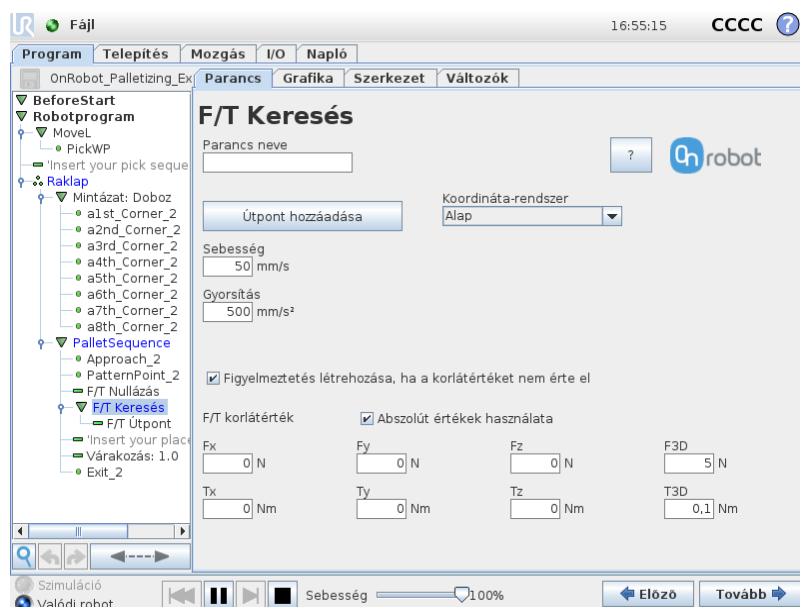 Fájl
16:55:15
CCCC
Program
Telepítés
Mozgás
I/O
Napló
OnRobot_Palletizing_Ex
Parancs
Grafika
Szerkezet
Változók
BeforeStart
Robotprogram
MoveL
PickWP
'Insert your pick seque
Raklap
Mintázat: Doboz
a1st_Corner_2
a2nd_Corner_2
a3rd_Corner_2
a4th_Corner_2
a5th_Corner_2
a6th_Corner_2
a7th_Corner_2
a8th_Corner_2
PalletSequence
Approach_2
PatternPoint_2
F/T Nullázás
F/T Keresés
F/T Útpont
'Insert your place
Várakozás: 1.0
Exit_2
F/T Keresés
Parancs neve
?
On robot
Útpont hozzáadása
Koordináta-rendszer
Alap
Sebesség
50 mm/s
Gyorsítás
500 mm/s²
Figyelmeztetés létrehozása, ha a korlátértéket nem érte el
F/T korlátérték
Abszolút értékek használata
Fx
Fy
Fz
F3D
0 N
0 N
0 N
5 N
Tx
Ty
Tz
T3D
0 Nm
0 Nm
0 Nm
0,1 Nm
Szimuláció
Valódi robot
Sebesség
100%
Előző
Tovább